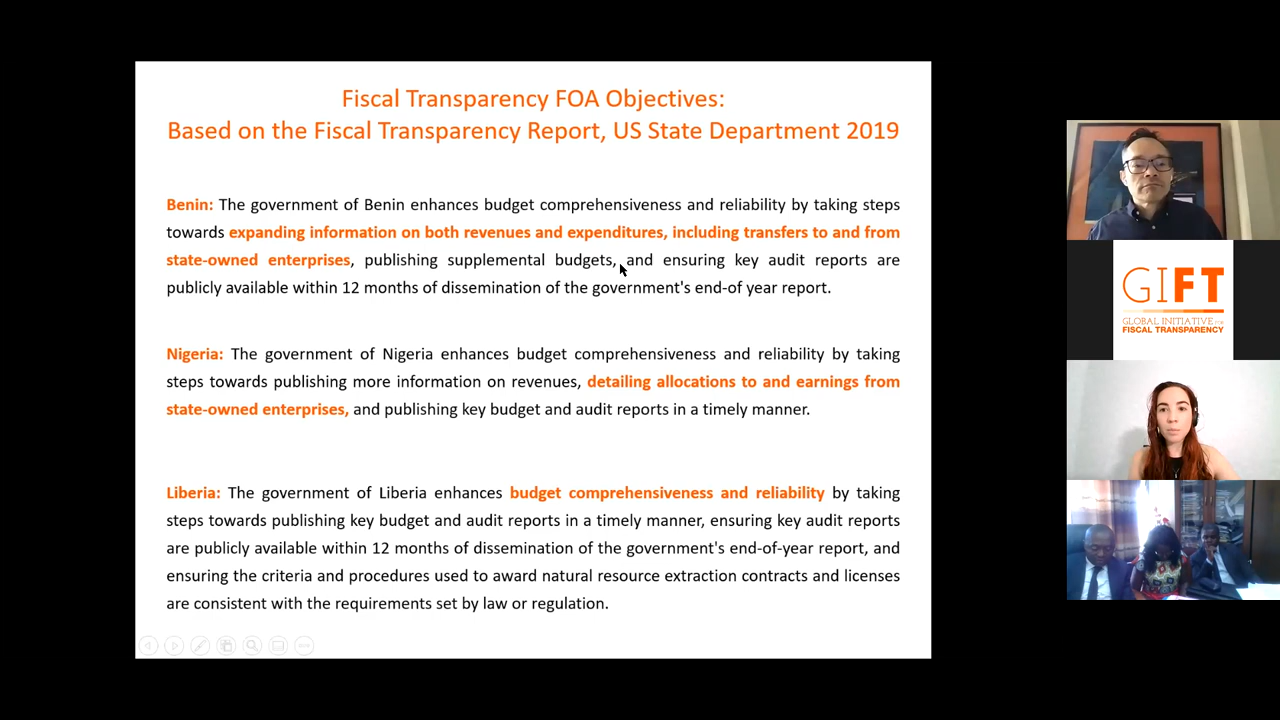 Fiscal Transparency FOA Objectives:
Based on the Fiscal Transparency Report, US State Department 2019
Benin: The government of Benin enhances budget comprehensiveness and reliability by taking steps
towards expanding information on both revenues and expenditures, including transfers to and from
state-owned enterprises, publishing supplemental budgets, and ensuring key audit reports are
publicly available within 12 months of dissemination of the government's end-of year report.
Nigeria: The government of Nigeria enhances budget comprehensiveness and reliability by taking
steps towards publishing more information on revenues, detailing allocations to and earnings from
state-owned enterprises, and publishing key budget and audit reports in a timely manner.
Liberia: The government of Liberia enhances budget comprehensiveness and reliability by taking
steps towards publishing key budget and audit reports in a timely manner, ensuring key audit reports
are publicly available within 12 months of dissemination of the government's end-of-year report, and
ensuring the criteria and procedures used to award natural resource extraction contracts and licenses
are consistent with the requirements set by law or regulation.
GIFT
GLOBAL INITIATIVE FOR
FISCAL TRANSPARENCY